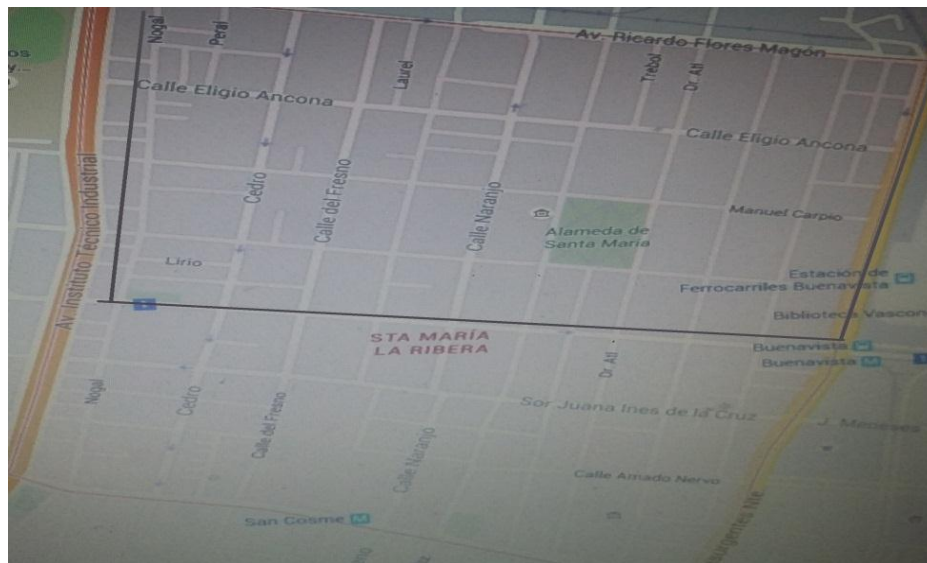 Nogal
Peral
Av. Ricardo Flores Magón
os
y...
Laurel
Trebol
Dr. Atl
Calle Eligio Ancona
Calle Eligio Ancona
Av. Instituto Técnico Industrial
Cedro
Calle del Fresno
Calle Naranjo
Manuel Carpio
Alameda de
Santa María
Lirio
Estación de
Ferrocarriles Buenavista
Biblioteca Vascon
STA MARÍA
LA RIBERA
Buenavista
Buenavista M
Dr. Atl
Nogal
Cedro
Calle del Fresno
Calle Naranjo
Sor Juana Ines de la Cruz
J. Meneses
Calle Amado Nervo
San Cosme M
surgentes Nte.